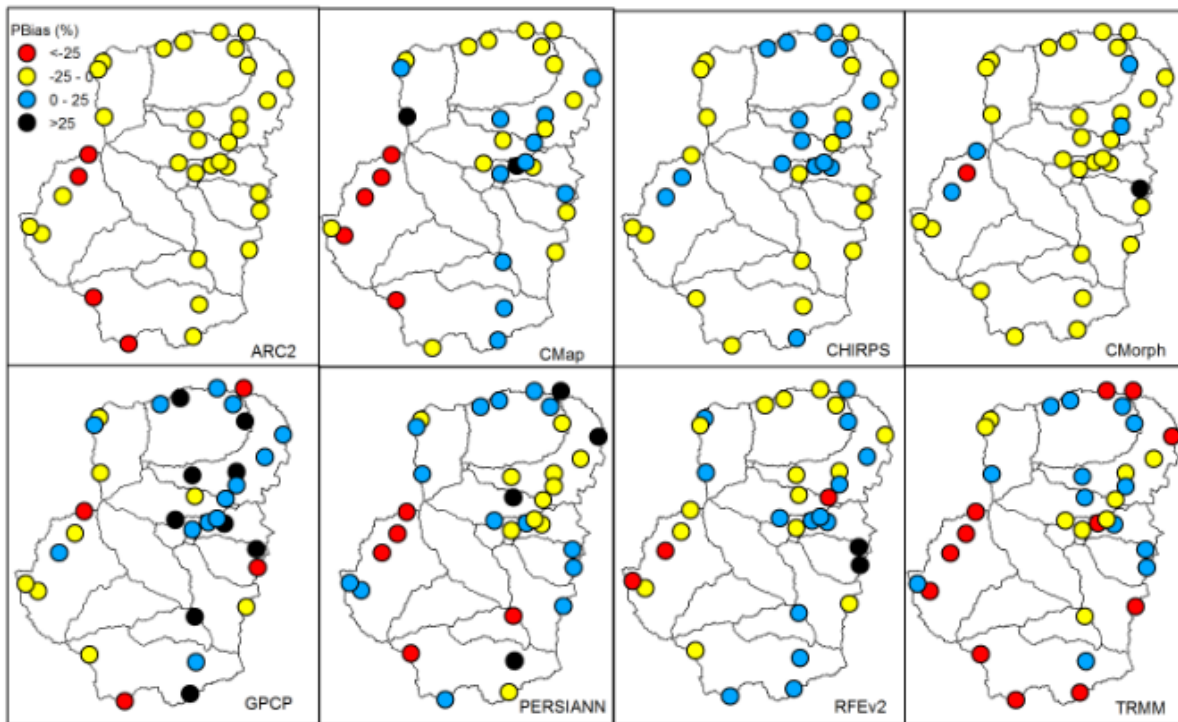 PBias (%)
<-25
-25 - 0
0 - 25
>25
ARC2
CMap
CHIRPS
CMorph
GPCP
PERSIANN
RFEv2
TRMM